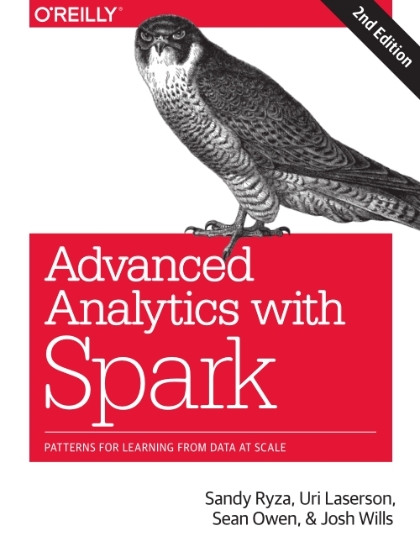 O'REILLY®
2nd Edition
Advanced
Analytics with
Spark
PATTERNS FOR LEARNING FROM DATA AT SCALE
Sandy Ryza, Uri Laserson,
Sean Owen, & Josh Wills